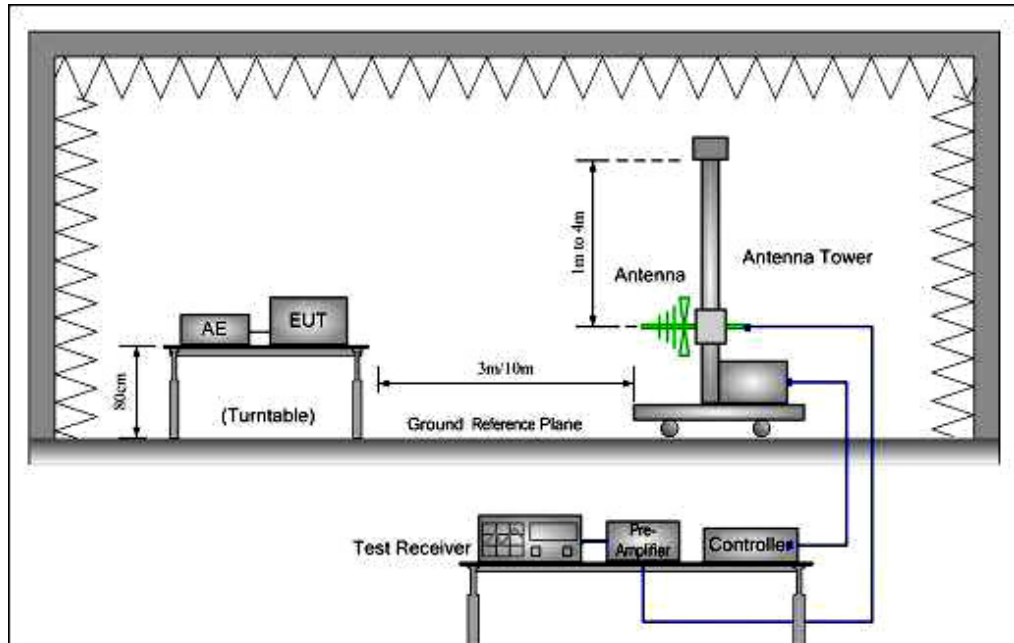 1m to 4m
Antenna
Antenna Tower
AE
EUT
80cm
(Turntable)
3m/10m
Ground Reference Plane
Test Receiver
Pre-
Amplifier
Controller